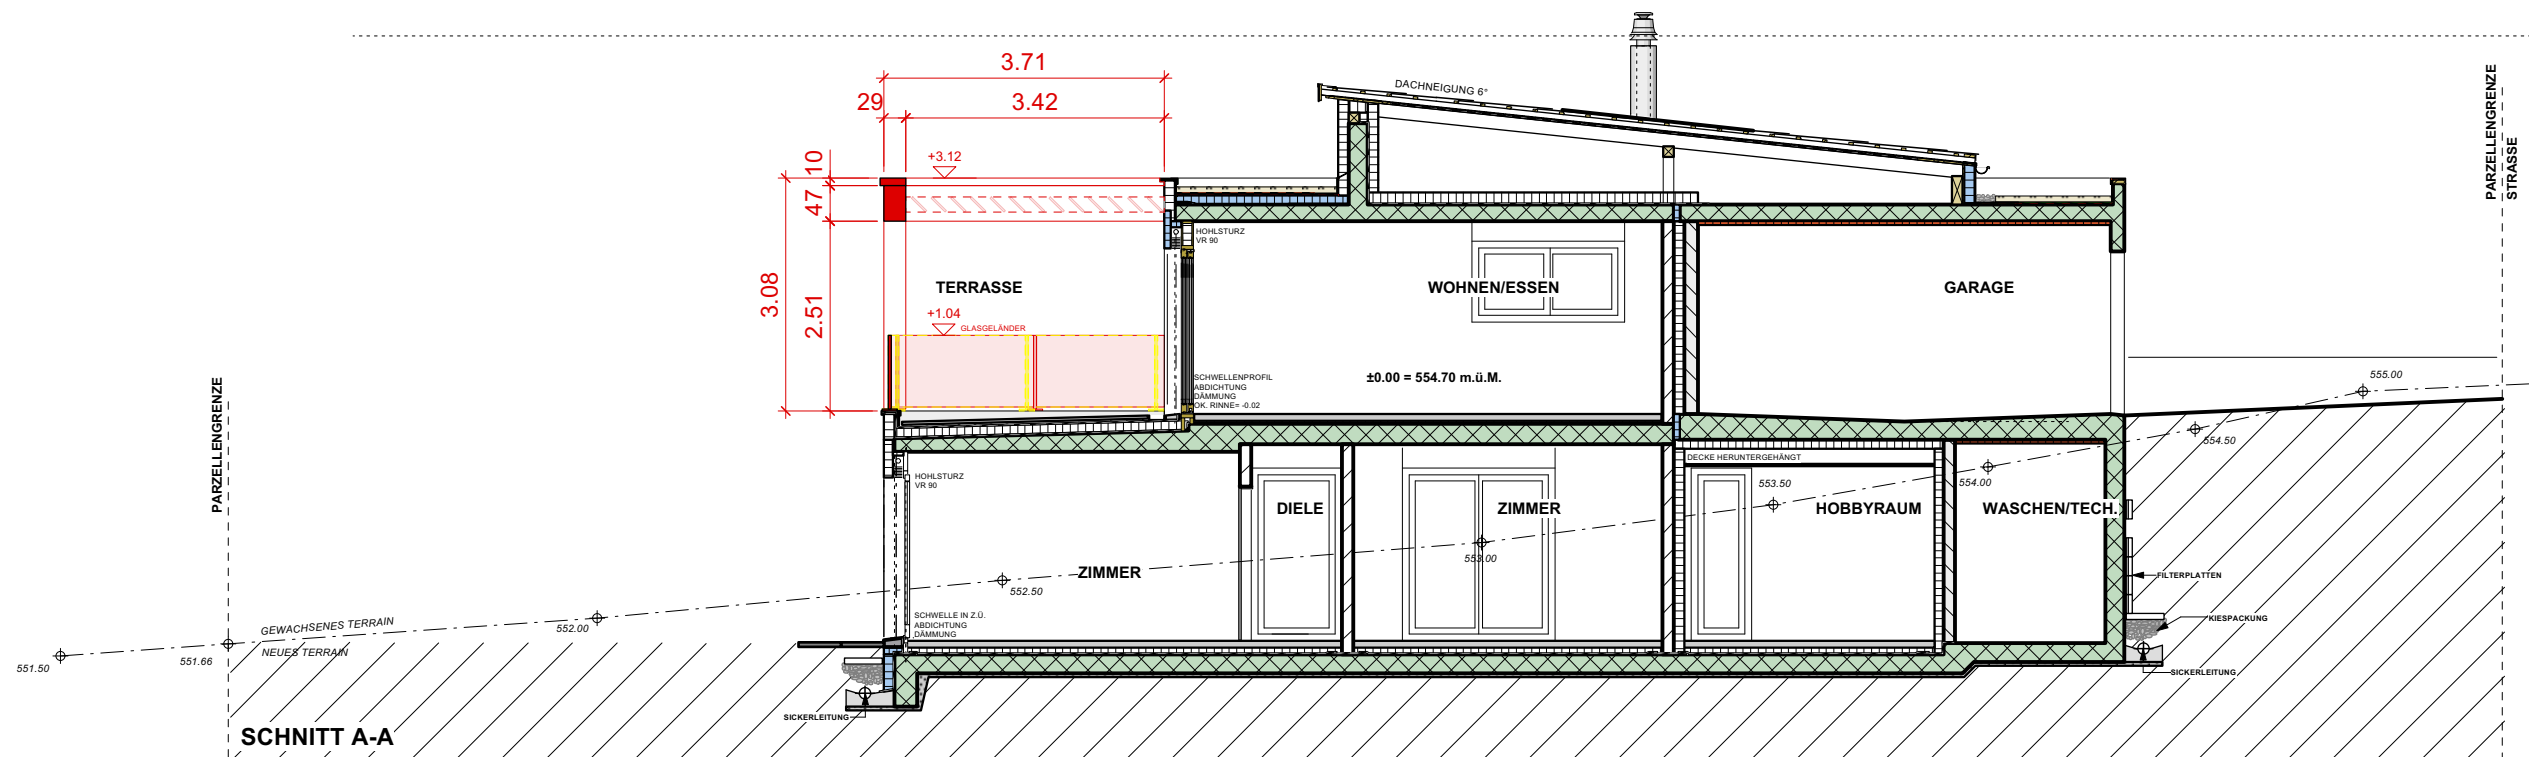 3.71
29
3.42
DACHNEIGUNG 6°
PARZELLENGRENZE
STRASSE
10
+3.12
47
HOHLSTURZ
VR 90
3.08
2.51
TERRASSE
WOHNEN/ESSEN
GARAGE
+1.04
GLASGELÄNDER
SCHWELLENPROFIL
ABDICHTUNG
DÄMMUNG
OK. RINNE= -0.02
±0.00 = 554.70 m.ü.M.
555.00
PARZELLENGRENZE
554.50
DECKE HERUNTERGEHÄNGT
HOHLSTURZ
VR 90
553.50
554.00
DIELE
ZIMMER
HOBBYRAUM
WASCHEN/TECH.
553.00
ZIMMER
FILTERPLATTEN
552.50
SCHWELLE IN Z.Ü.
ABDICHTUNG
DÄMMUNG
KIESPACKUNG
GEWACHSENES TERRAIN
552.00
NEUES TERRAIN
551.50
551.66
SICKERLEITUNG
SICKERLEITUNG
SCHNITT A-A